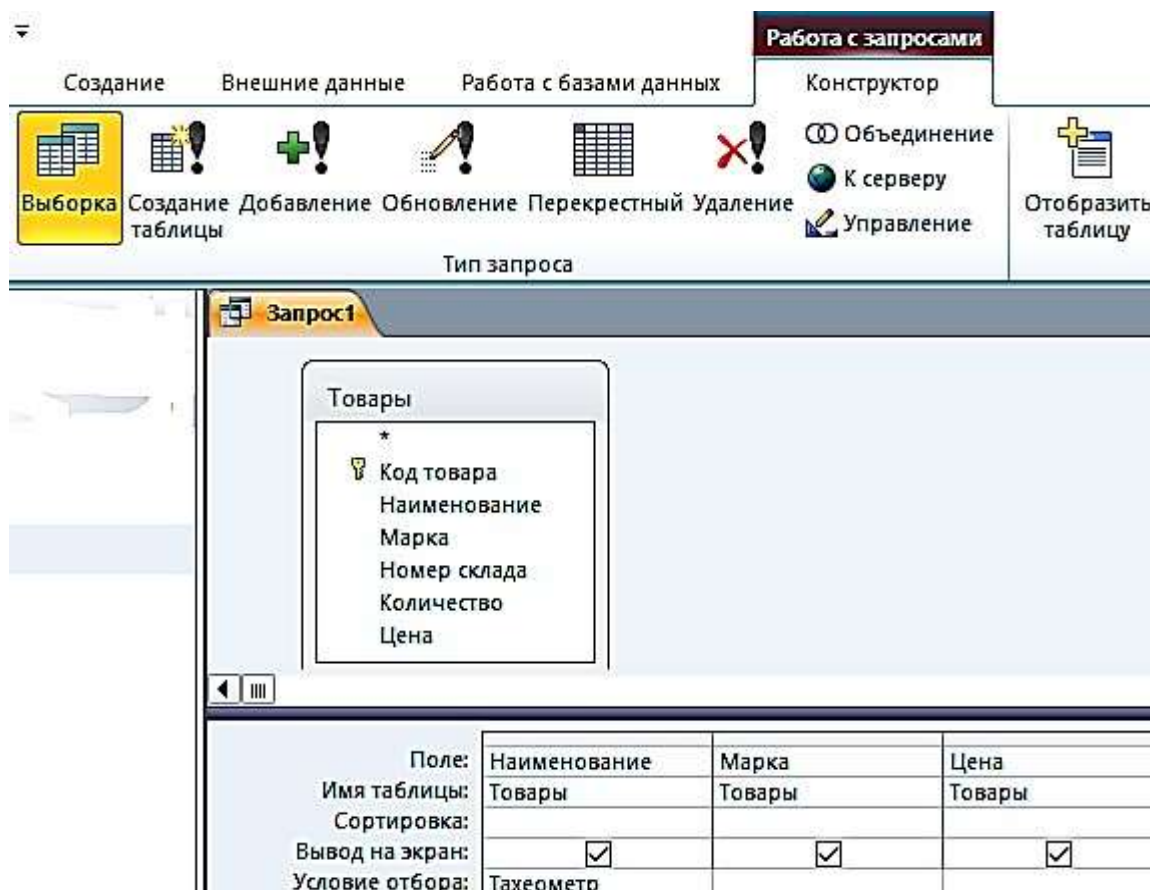 Работа с запросами
Создание Внешние данные Работа с базами данных Конструктор
Выборка Создание таблицы Добавление Обновление Перекрестный Удаление
Объединение
К серверу
Управление
Отобразить таблицу
Тип запроса
Запрос1
Товары
*
Код товара
Наименование
Марка
Номер склада
Количество
Цена
Поле: Наименование Марка Цена
Имя таблицы: Товары Товары Товары
Сортировка:
Вывод на экран:
Условие отбора: Тахеометр